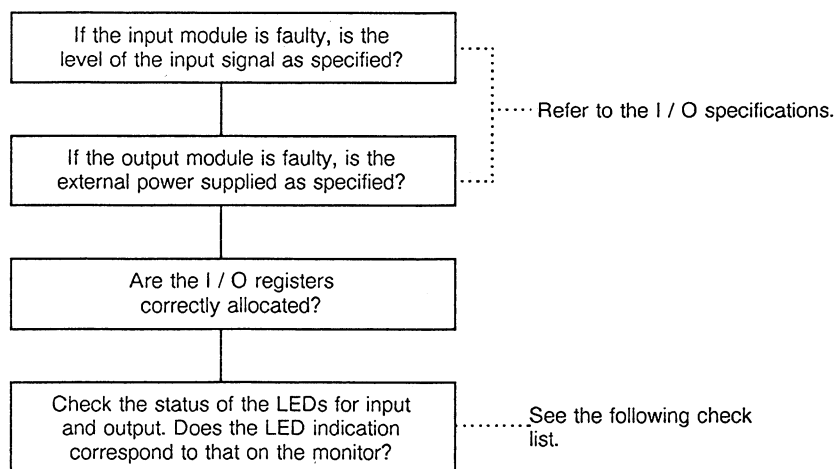 If the input module is faulty, is the
level of the input signal as specified?
Refer to the I / O specifications.
If the output module is faulty, is the
external power supplied as specified?
Are the I / O registers
correctly allocated?
Check the status of the LEDs for input
and output. Does the LED indication
correspond to that on the monitor?
See the following check
list.